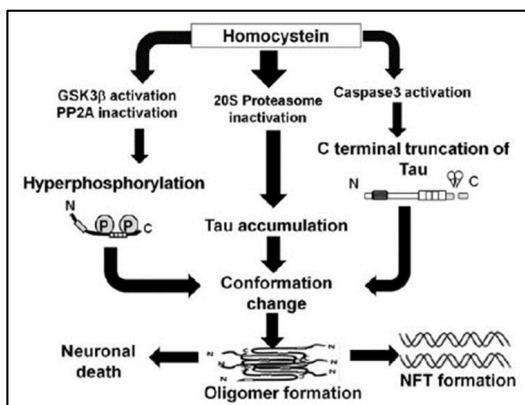 Homocystein
GSK3β activation
PP2A inactivation
20S Proteasome
inactivation
Caspase3 activation
C terminal truncation of
Tau
N
C
Hyperphosphorylation
N
P P
C
Tau accumulation
Conformation
change
Neuronal
death
N
N
N
C
C
N
N
N
Oligomer formation
NFT formation